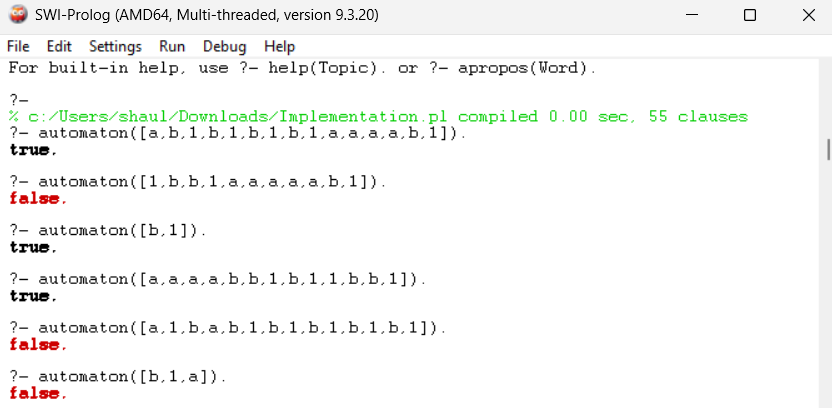 SWI-Prolog (AMD64, Multi-threaded, version 9.3.20)
File Edit Settings Run Debug Help
For built-in help, use ?- help(Topic). or ?- apropos(Word).
?-
% c:/Users/shaul/Downloads/Implementation.pl compiled 0.00 sec, 55 clauses
?- automaton([a,b,1,b,1,b,1,b,1,a,a,a,a,b,1]).
true.
?- automaton([1,b,b,1,a,a,a,a,a,b,1]).
false.
?- automaton([b,1]).
true.
?- automaton([a,a,a,a,b,b,1,b,1,1,b,b,1]).
true.
?- automaton([a,1,b,a,b,1,b,1,b,1,b,1,b,1]).
false.
?- automaton([b,1,a]).
false.